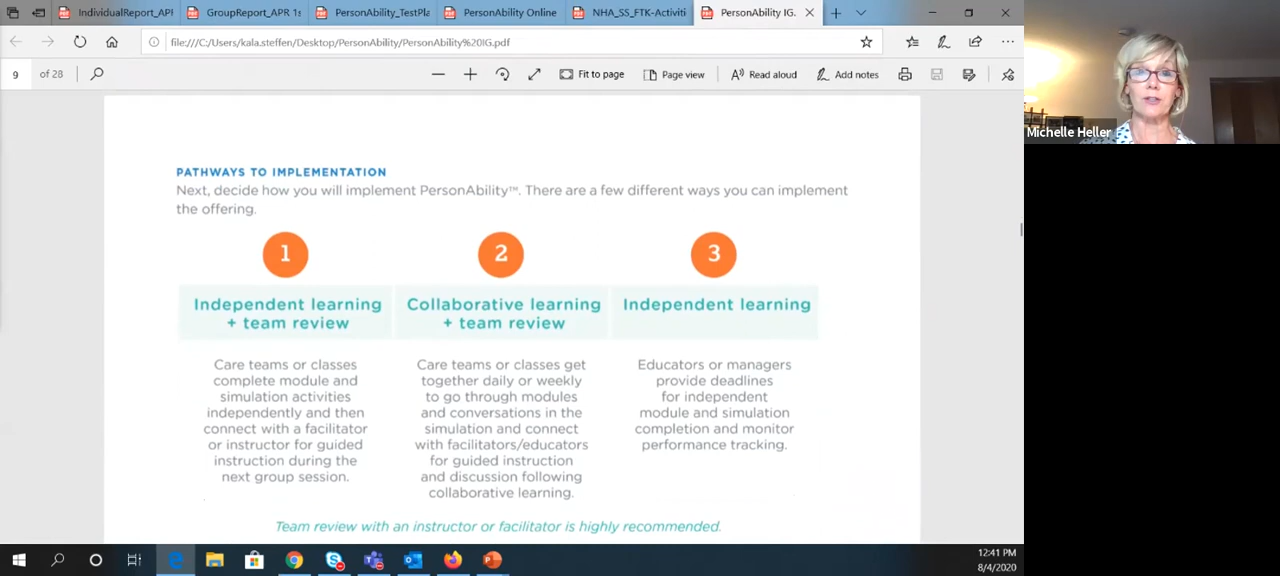 IndividualReport_API
GroupReport_APR 1s
PersonAbility_TestPla
PersonAbility Online
NHA_SS_FTK-Activiti
PersonAbility IG.
file:///C:/Users/kala.steffen/Desktop/PersonAbility/PersonAbility%20IG.pdf
9 of 28
Fit to page
Page view
Read aloud
Add notes
Michelle Heller
PATHWAYS TO IMPLEMENTATION
Next, decide how you will implement PersonAbility™. There are a few different ways you can implement
the offering.
1
2
3
Independent learning
+ team review
Collaborative learning
+ team review
Independent learning
Care teams or classes
complete module and
simulation activities
independently and then
connect with a facilitator
or instructor for guided
instruction during the
next group session.
Care teams or classes get
together daily or weekly
to go through modules
and conversations in the
simulation and connect
with facilitators/educators
for guided instruction
and discussion following
collaborative learning.
Educators or managers
provide deadlines
for independent
module and simulation
completion and monitor
performance tracking.
Team review with an instructor or facilitator is highly recommended.
12:41 PM
8/4/2020